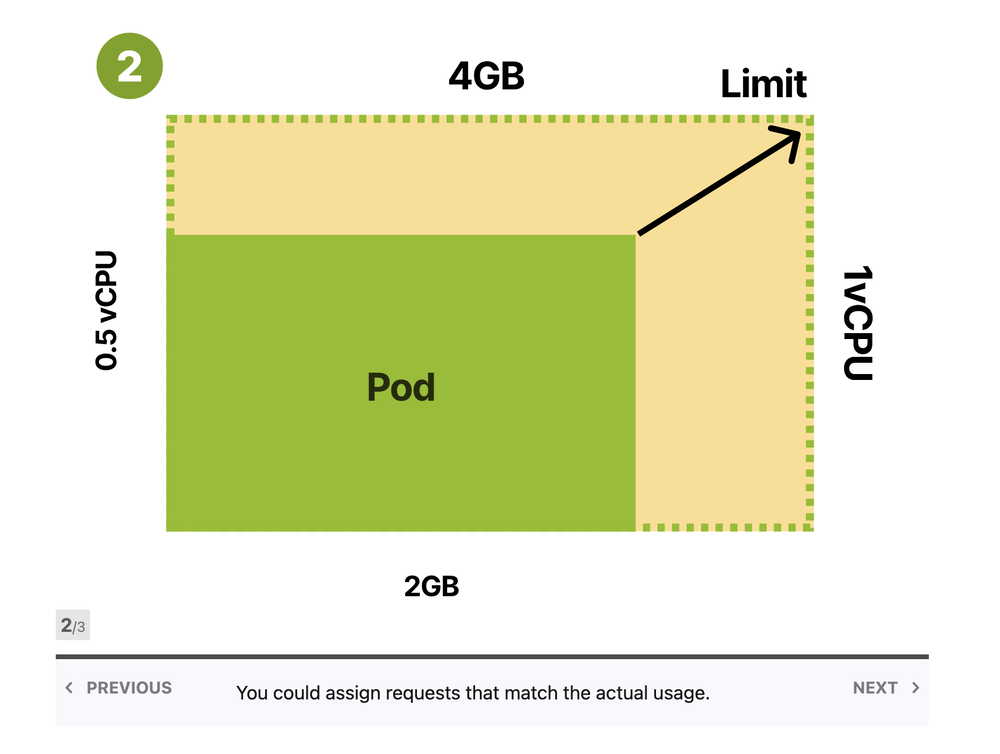 2
4GB
Limit
0.5 vCPU
1vCPU
Pod
2GB
2/3
PREVIOUS
You could assign requests that match the actual usage.
NEXT